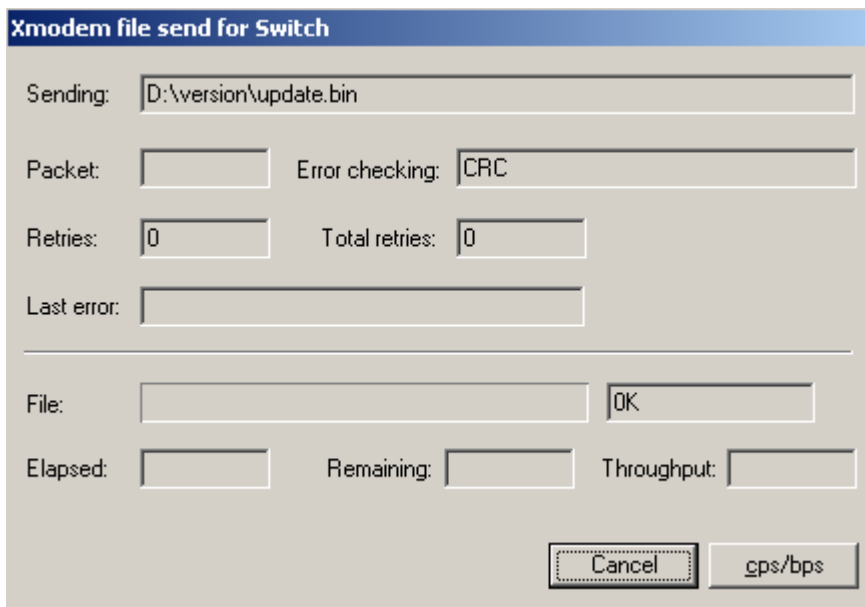 Xmodem file send for Switch
Sending: D:\version\update.bin
Packet: Error checking: CRC
Retries: 0 Total retries: 0
Last error:
File: 0K
Elapsed: Remaining: Throughput:
Cancel cps/bps